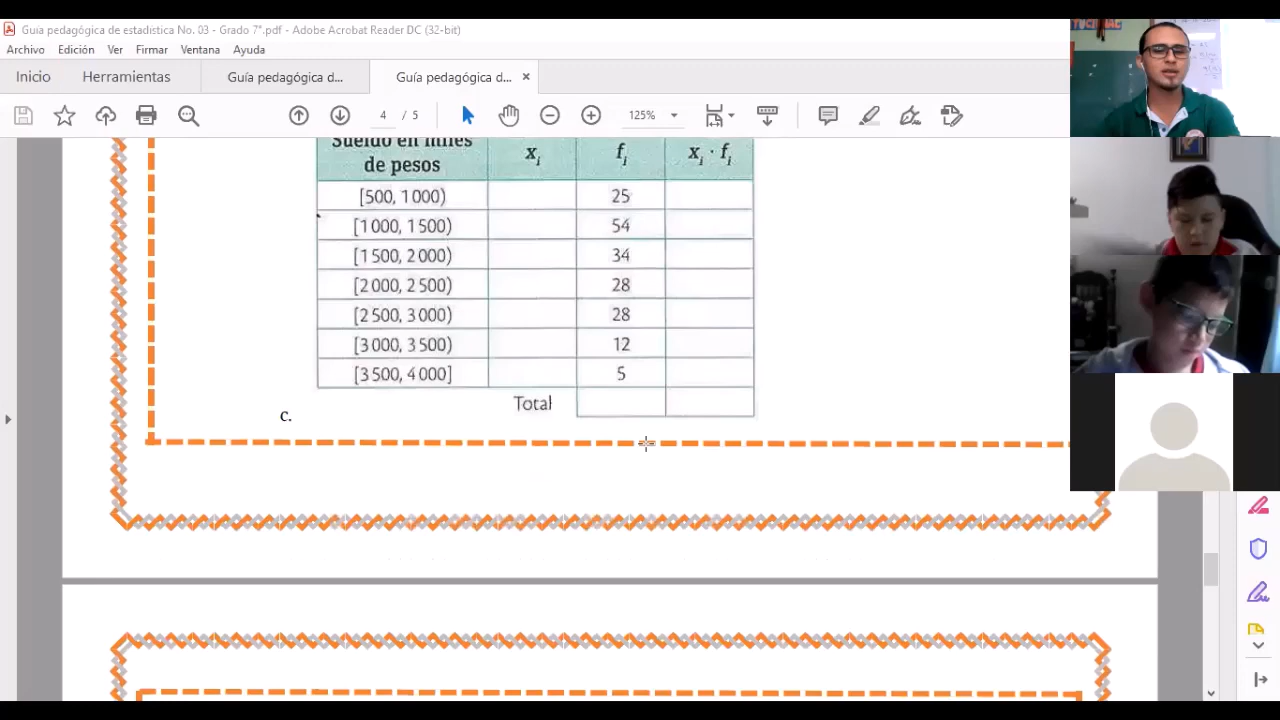 Guía pedagógica de estadística No. 03 - Grado 7°.pdf - Adobe Acrobat Reader DC (32-bit)
Archivo Edición Ver Firmar Ventana Ayuda
Inicio Herramientas Guía pedagógica d... Guía pedagógica d... ×
4 / 5 125%
Sueldo en miles de pesos xi fi xi · fi
[500, 1 000) 25
[1 000, 1 500) 54
[1 500, 2 000) 34
[2 000, 2 500) 28
[2 500, 3 000) 28
[3 000, 3 500) 12
[3 500, 4 000] 5
Total
c.